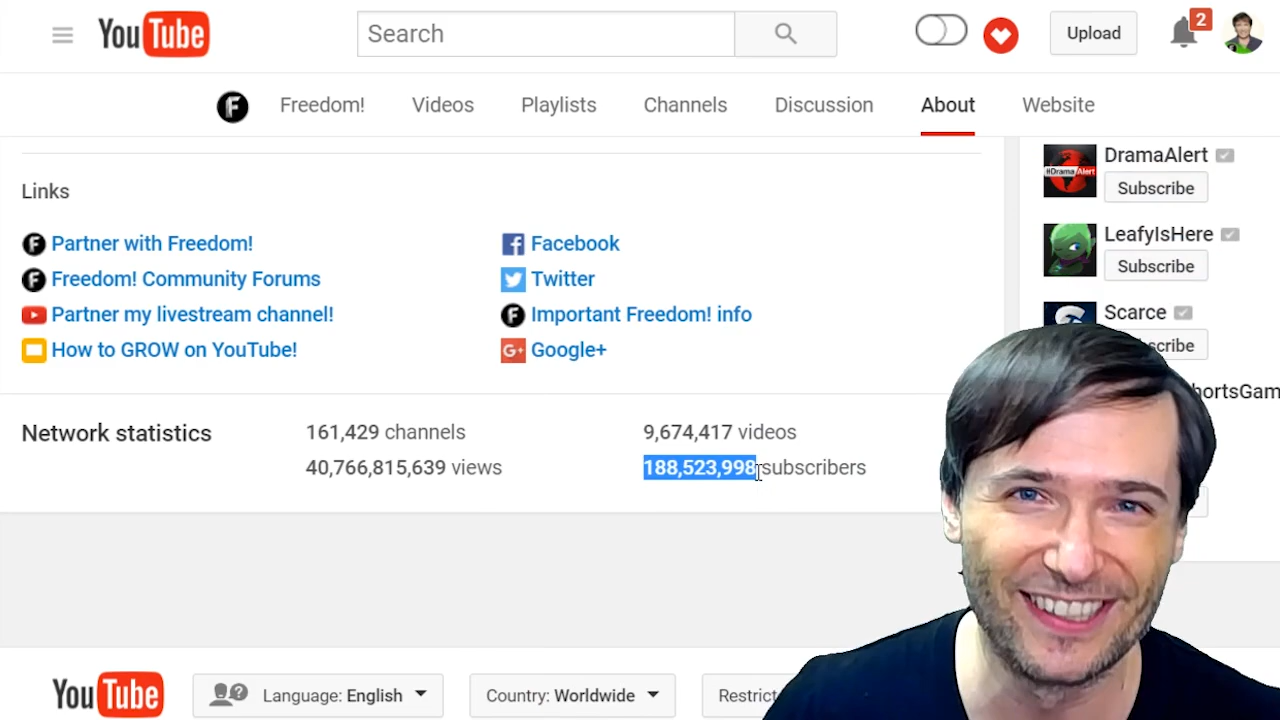 YouTube
Search
Upload
2
F
Freedom!
Videos
Playlists
Channels
Discussion
About
Website
DramaAlert
#DramaAlert
Subscribe
LeafyIsHere
Subscribe
Scarce
Links
Partner with Freedom!
Facebook
Freedom! Community Forums
Twitter
Partner my livestream channel!
Important Freedom! info
How to GROW on YouTube!
G+ Google+
Network statistics
161,429 channels
9,674,417 videos
40,766,815,639 views
188,523,998 subscribers
YouTube
Language: English
Country: Worldwide